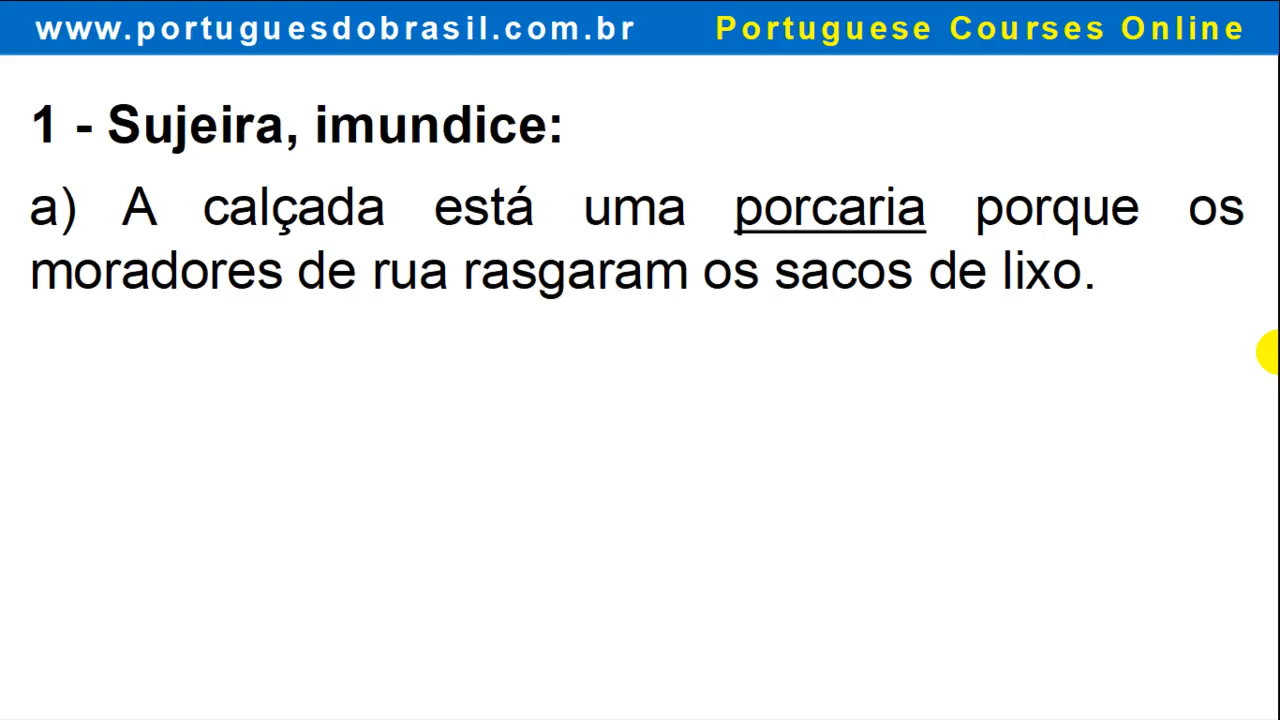 www.portuguesdobrasil.com.br Portuguese Courses Online
1 - Sujeira, imundice:
a) A calçada está uma porcaria porque os
moradores de rua rasgaram os sacos de lixo.